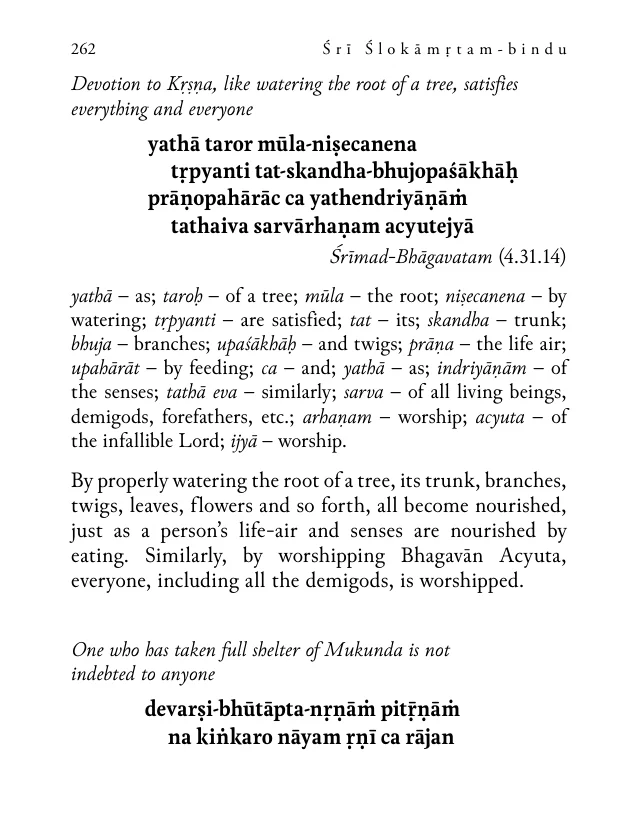 262
Śrī Ślokāmṛtam-bindu
Devotion to Kṛṣṇa, like watering the root of a tree, satisfies
everything and everyone
yathā taror mūla-niṣecanena
tṛpyanti tat-skandha-bhujopaśākhāḥ
prāṇopahārāc ca yathendriyāṇāṁ
tathaiva sarvārhaṇam acyutejyā
Śrīmad-Bhāgavatam (4.31.14)
yathā – as; taroḥ – of a tree; mūla – the root; niṣecanena – by
watering; tṛpyanti – are satisfied; tat – its; skandha – trunk;
bhuja – branches; upaśākhāḥ – and twigs; prāṇa – the life air;
upahārāt – by feeding; ca – and; yathā – as; indriyāṇām – of
the senses; tathā eva – similarly; sarva – of all living beings,
demigods, forefathers, etc.; arhaṇam – worship; acyuta – of
the infallible Lord; ijyā – worship.
By properly watering the root of a tree, its trunk, branches,
twigs, leaves, flowers and so forth, all become nourished,
just as a person’s life-air and senses are nourished by
eating. Similarly, by worshipping Bhagavān Acyuta,
everyone, including all the demigods, is worshipped.
One who has taken full shelter of Mukunda is not
indebted to anyone
devarṣi-bhūtāpta-nṛṇāṁ pitṝṇāṁ
na kiṅkaro nāyam ṛṇī ca rājan